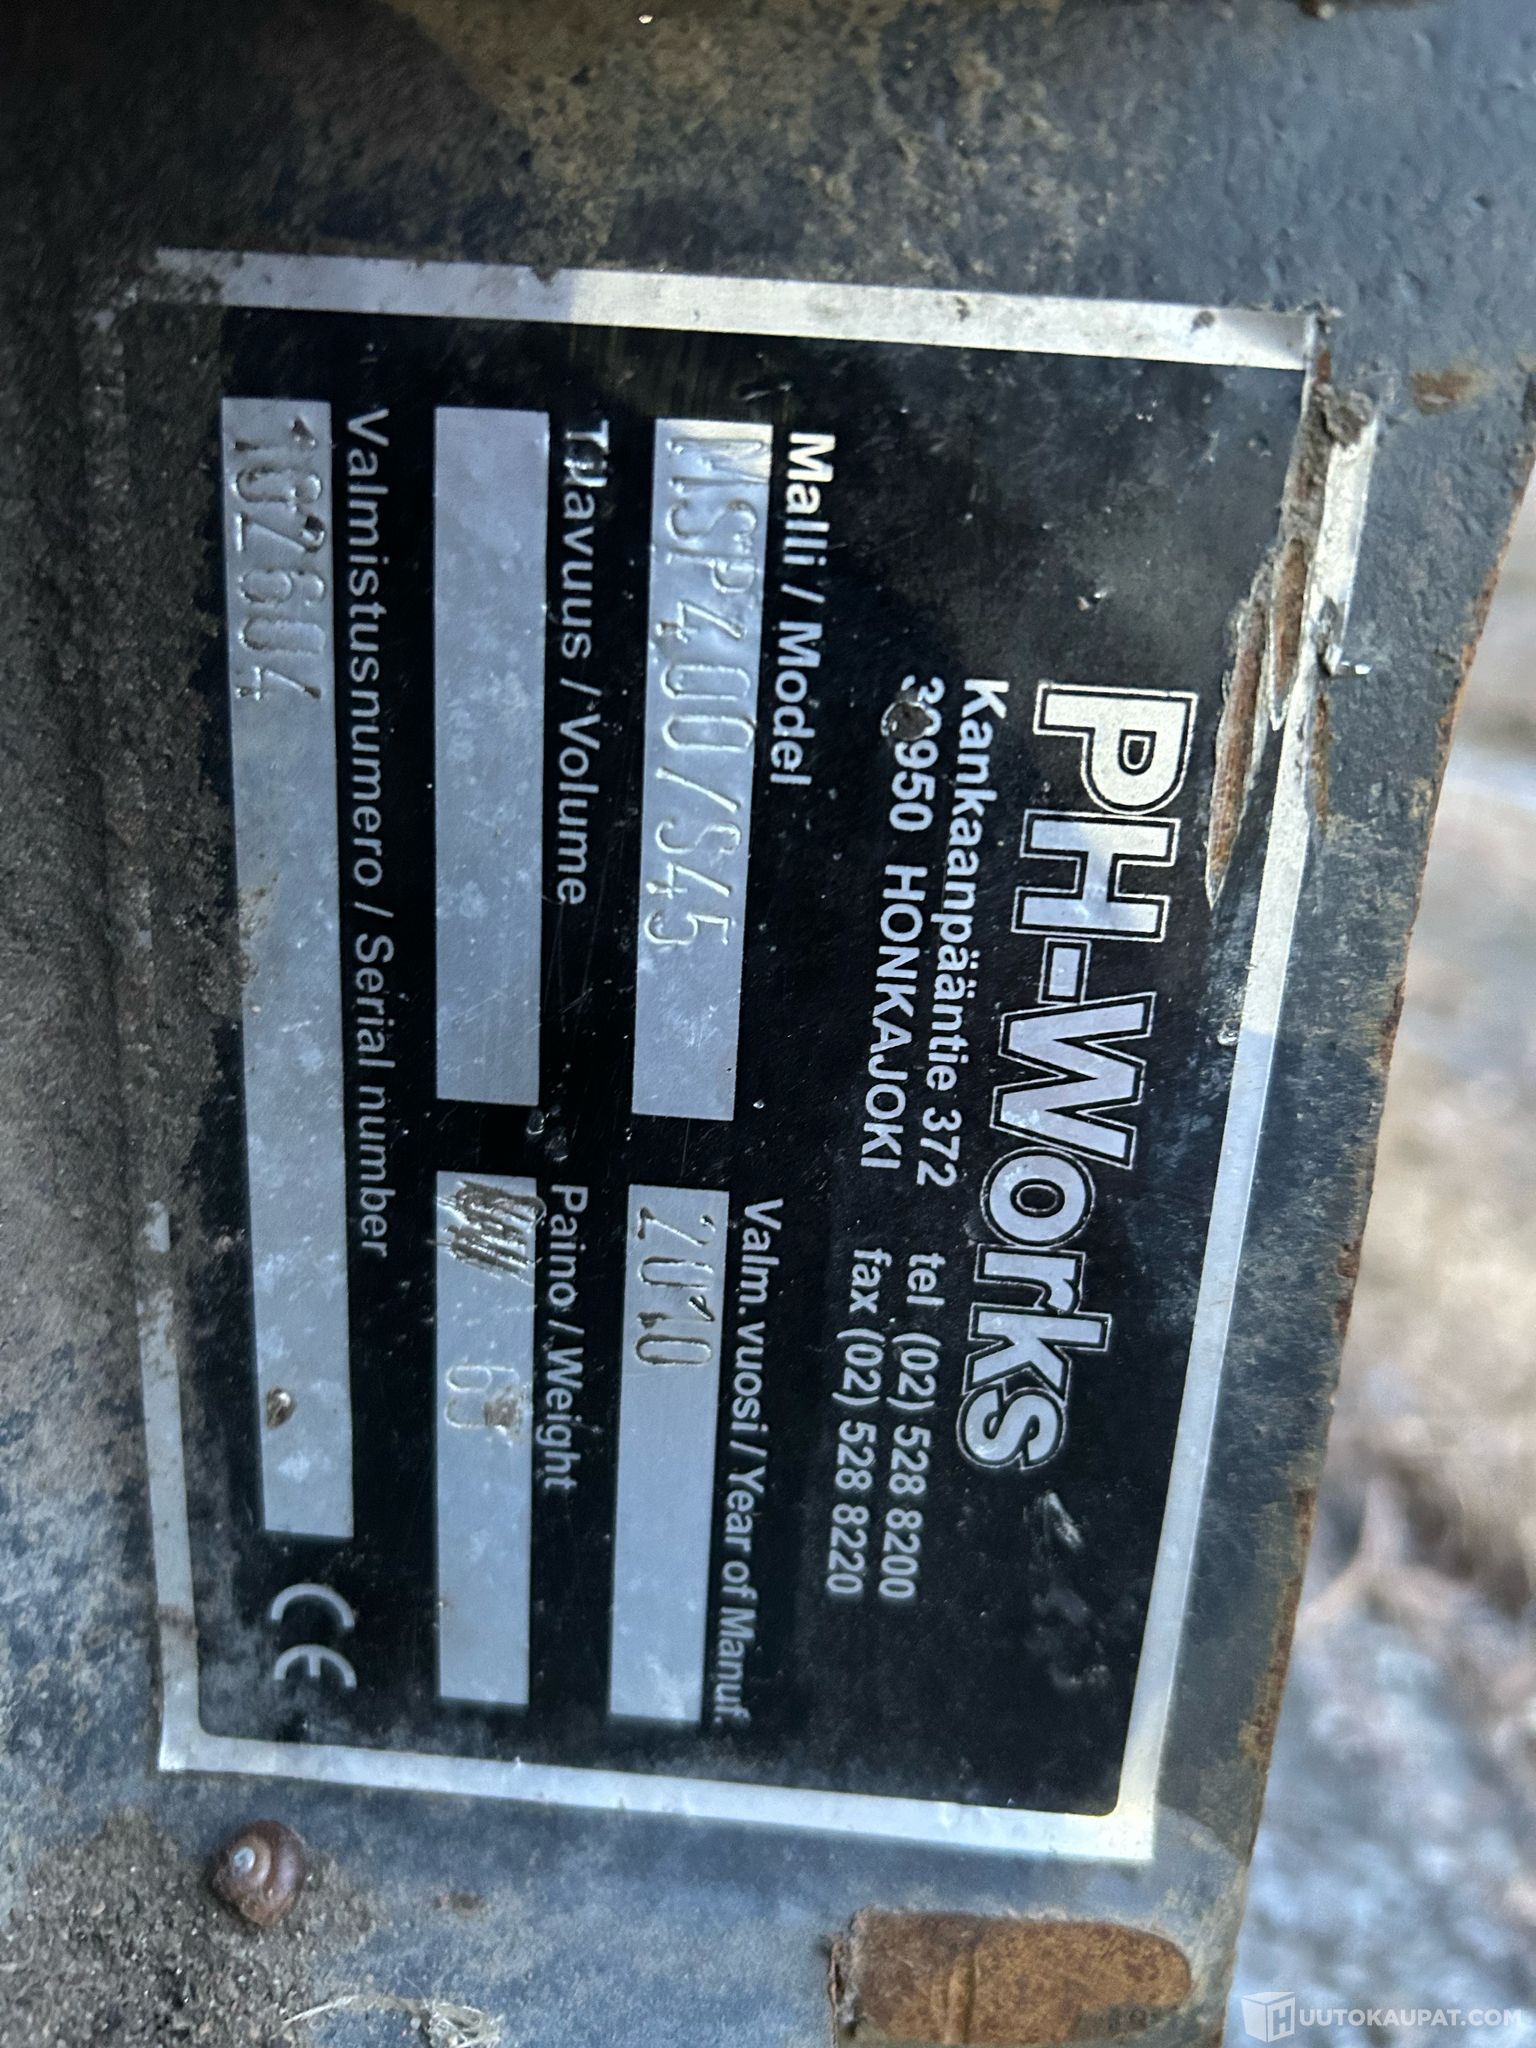 PH-Works
Kankaanpääntie 372 tel (02) 528 8200
38950 HONKAJOKI fax (02) 528 8220
Malli / Model Valm.vuosi / Year of Manuf.
MSP400/S45 2010
Tilavuus / Volume Paino / Weight
Valmistusnumero / Serial number
102604 CE
HUUTOKAUPAT.COM